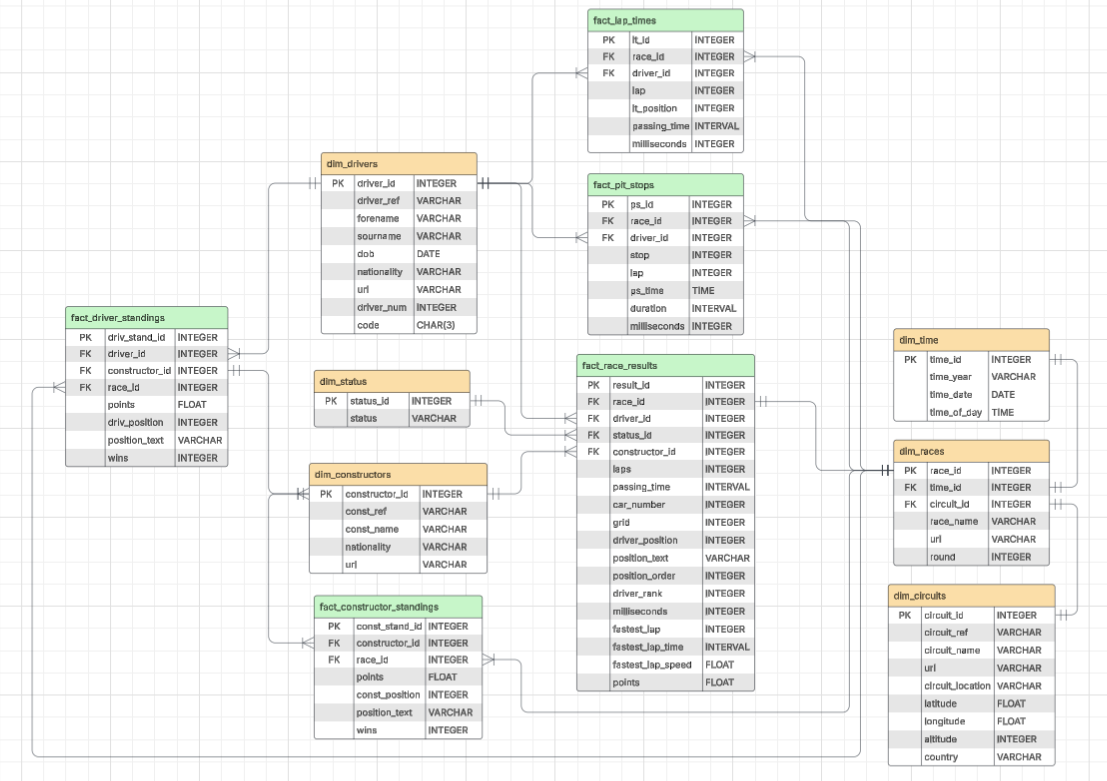 fact_lap_times
PK lt_id INTEGER
FK race_id INTEGER
FK driver_id INTEGER
lap INTEGER
lt_position INTEGER
passing_time INTERVAL
milliseconds INTEGER
dim_drivers
PK driver_id INTEGER
driver_ref VARCHAR
forename VARCHAR
sourname VARCHAR
dob DATE
nationality VARCHAR
url VARCHAR
driver_num INTEGER
code CHAR(3)
fact_pit_stops
PK ps_id INTEGER
FK race_id INTEGER
FK driver_id INTEGER
stop INTEGER
lap INTEGER
ps_time TIME
duration INTERVAL
milliseconds INTEGER
fact_driver_standings
PK driv_stand_id INTEGER
FK driver_id INTEGER
FK constructor_id INTEGER
FK race_id INTEGER
points FLOAT
driv_position INTEGER
position_text VARCHAR
wins INTEGER
dim_status
PK status_id INTEGER
status VARCHAR
fact_race_results
PK result_id INTEGER
FK race_id INTEGER
FK driver_id INTEGER
FK status_id INTEGER
FK constructor_id INTEGER
laps INTEGER
passing_time INTERVAL
car_number INTEGER
grid INTEGER
driver_position INTEGER
position_text VARCHAR
position_order INTEGER
driver_rank INTEGER
milliseconds INTEGER
fastest_lap INTEGER
fastest_lap_time INTERVAL
fastest_lap_speed FLOAT
points FLOAT
dim_time
PK time_id INTEGER
time_year VARCHAR
time_date DATE
time_of_day TIME
dim_constructors
PK constructor_id INTEGER
const_ref VARCHAR
const_name VARCHAR
nationality VARCHAR
url VARCHAR
dim_races
PK race_id INTEGER
FK time_id INTEGER
FK circuit_id INTEGER
race_name VARCHAR
url VARCHAR
round INTEGER
fact_constructor_standings
PK const_stand_id INTEGER
FK constructor_id INTEGER
FK race_id INTEGER
points FLOAT
const_position INTEGER
position_text VARCHAR
wins INTEGER
dim_circuits
PK circuit_id INTEGER
circuit_ref VARCHAR
circuit_name VARCHAR
url VARCHAR
circuit_location VARCHAR
latitude FLOAT
longitude FLOAT
altitude INTEGER
country VARCHAR